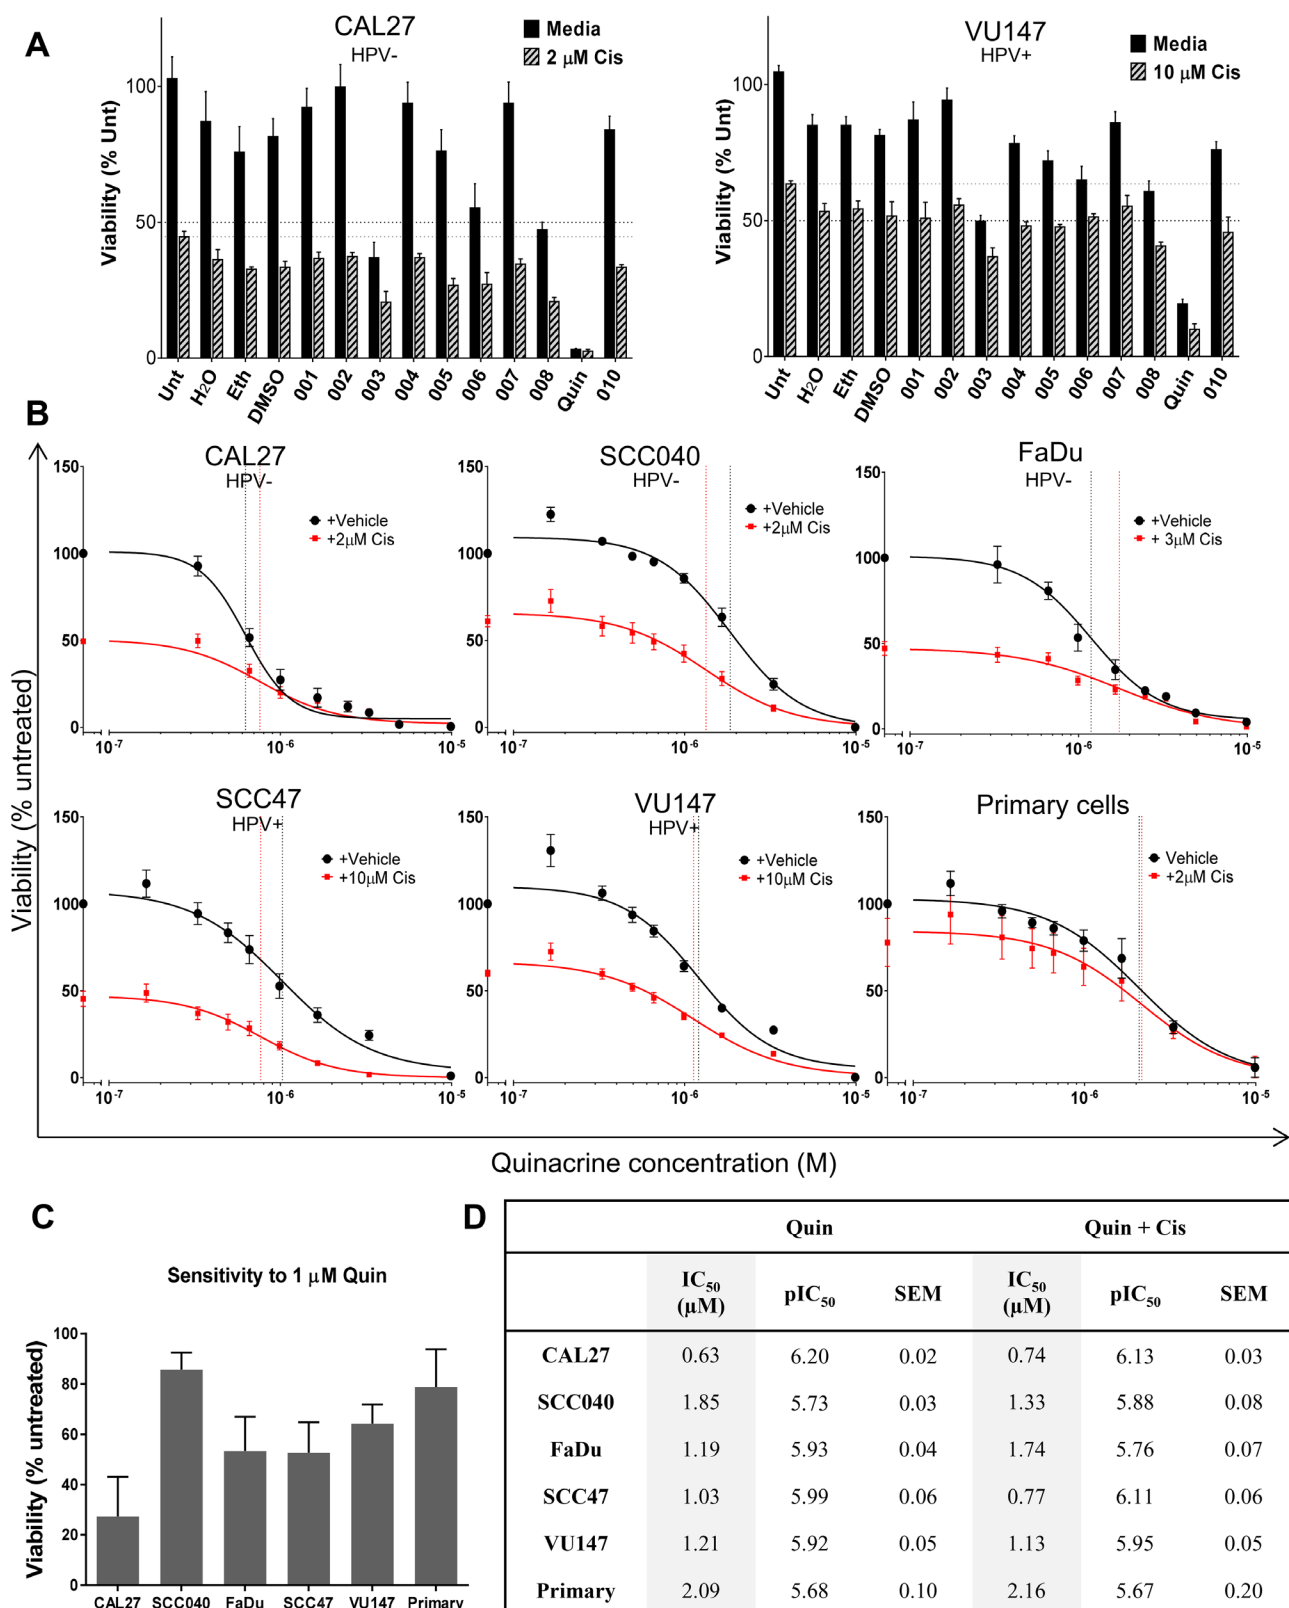 A
CAL27
HPV-
Media
2 μM Cis
Viability (% Unt)
100
50
0
Unt
H2O
Eth
DMSO
001
002
003
004
005
006
007
008
Quin
010
VU147
HPV+
Media
10 μM Cis
Viability (% Unt)
100
50
0
Unt
H2O
Eth
DMSO
001
002
003
004
005
006
007
008
Quin
010
B
Viability (% untreated)
CAL27
HPV-
+Vehicle
+2μM Cis
150
100
50
0
10-7
10-6
10-5
SCC040
HPV-
+Vehicle
+2μM Cis
150
100
50
0
10-7
10-6
10-5
FaDu
HPV-
+Vehicle
+ 3μM Cis
150
100
50
0
10-7
10-6
10-5
SCC47
HPV+
+Vehicle
+10μM Cis
150
100
50
0
10-7
10-6
10-5
VU147
HPV+
+Vehicle
+10μM Cis
150
100
50
0
10-7
10-6
10-5
Primary cells
Vehicle
+2μM Cis
150
100
50
0
10-7
10-6
10-5
Quinacrine concentration (M)
C
Sensitivity to 1 μM Quin
Viability (% untreated)
100
80
60
40
20
0
CAL27 SCC040 FaDu SCC47 VU147 Primary
D
Quin Quin + Cis
IC50 (μM) pIC50 SEM IC50 (μM) pIC50 SEM
CAL27 0.63 6.20 0.02 0.74 6.13 0.03
SCC040 1.85 5.73 0.03 1.33 5.88 0.08
FaDu 1.19 5.93 0.04 1.74 5.76 0.07
SCC47 1.03 5.99 0.06 0.77 6.11 0.06
VU147 1.21 5.92 0.05 1.13 5.95 0.05
Primary 2.09 5.68 0.10 2.16 5.67 0.20